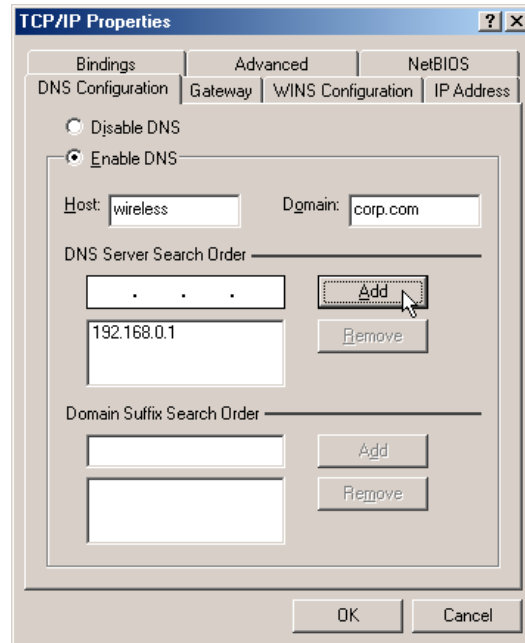 TCP/IP Properties ? ×
Bindings Advanced NetBIOS
DNS Configuration Gateway WINS Configuration IP Address
Disable DNS
Enable DNS
Host: wireless Domain: corp.com
DNS Server Search Order
. . . Add
192.168.0.1 Remove
Domain Suffix Search Order
Add
Remove
OK Cancel